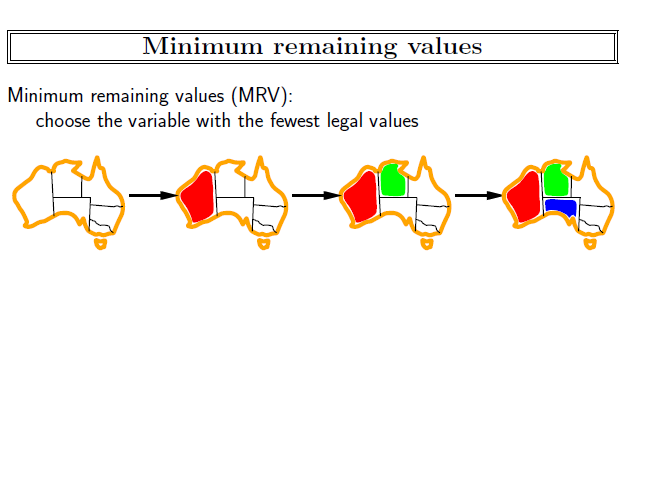 Minimum remaining values
Minimum remaining values (MRV):
choose the variable with the fewest legal values